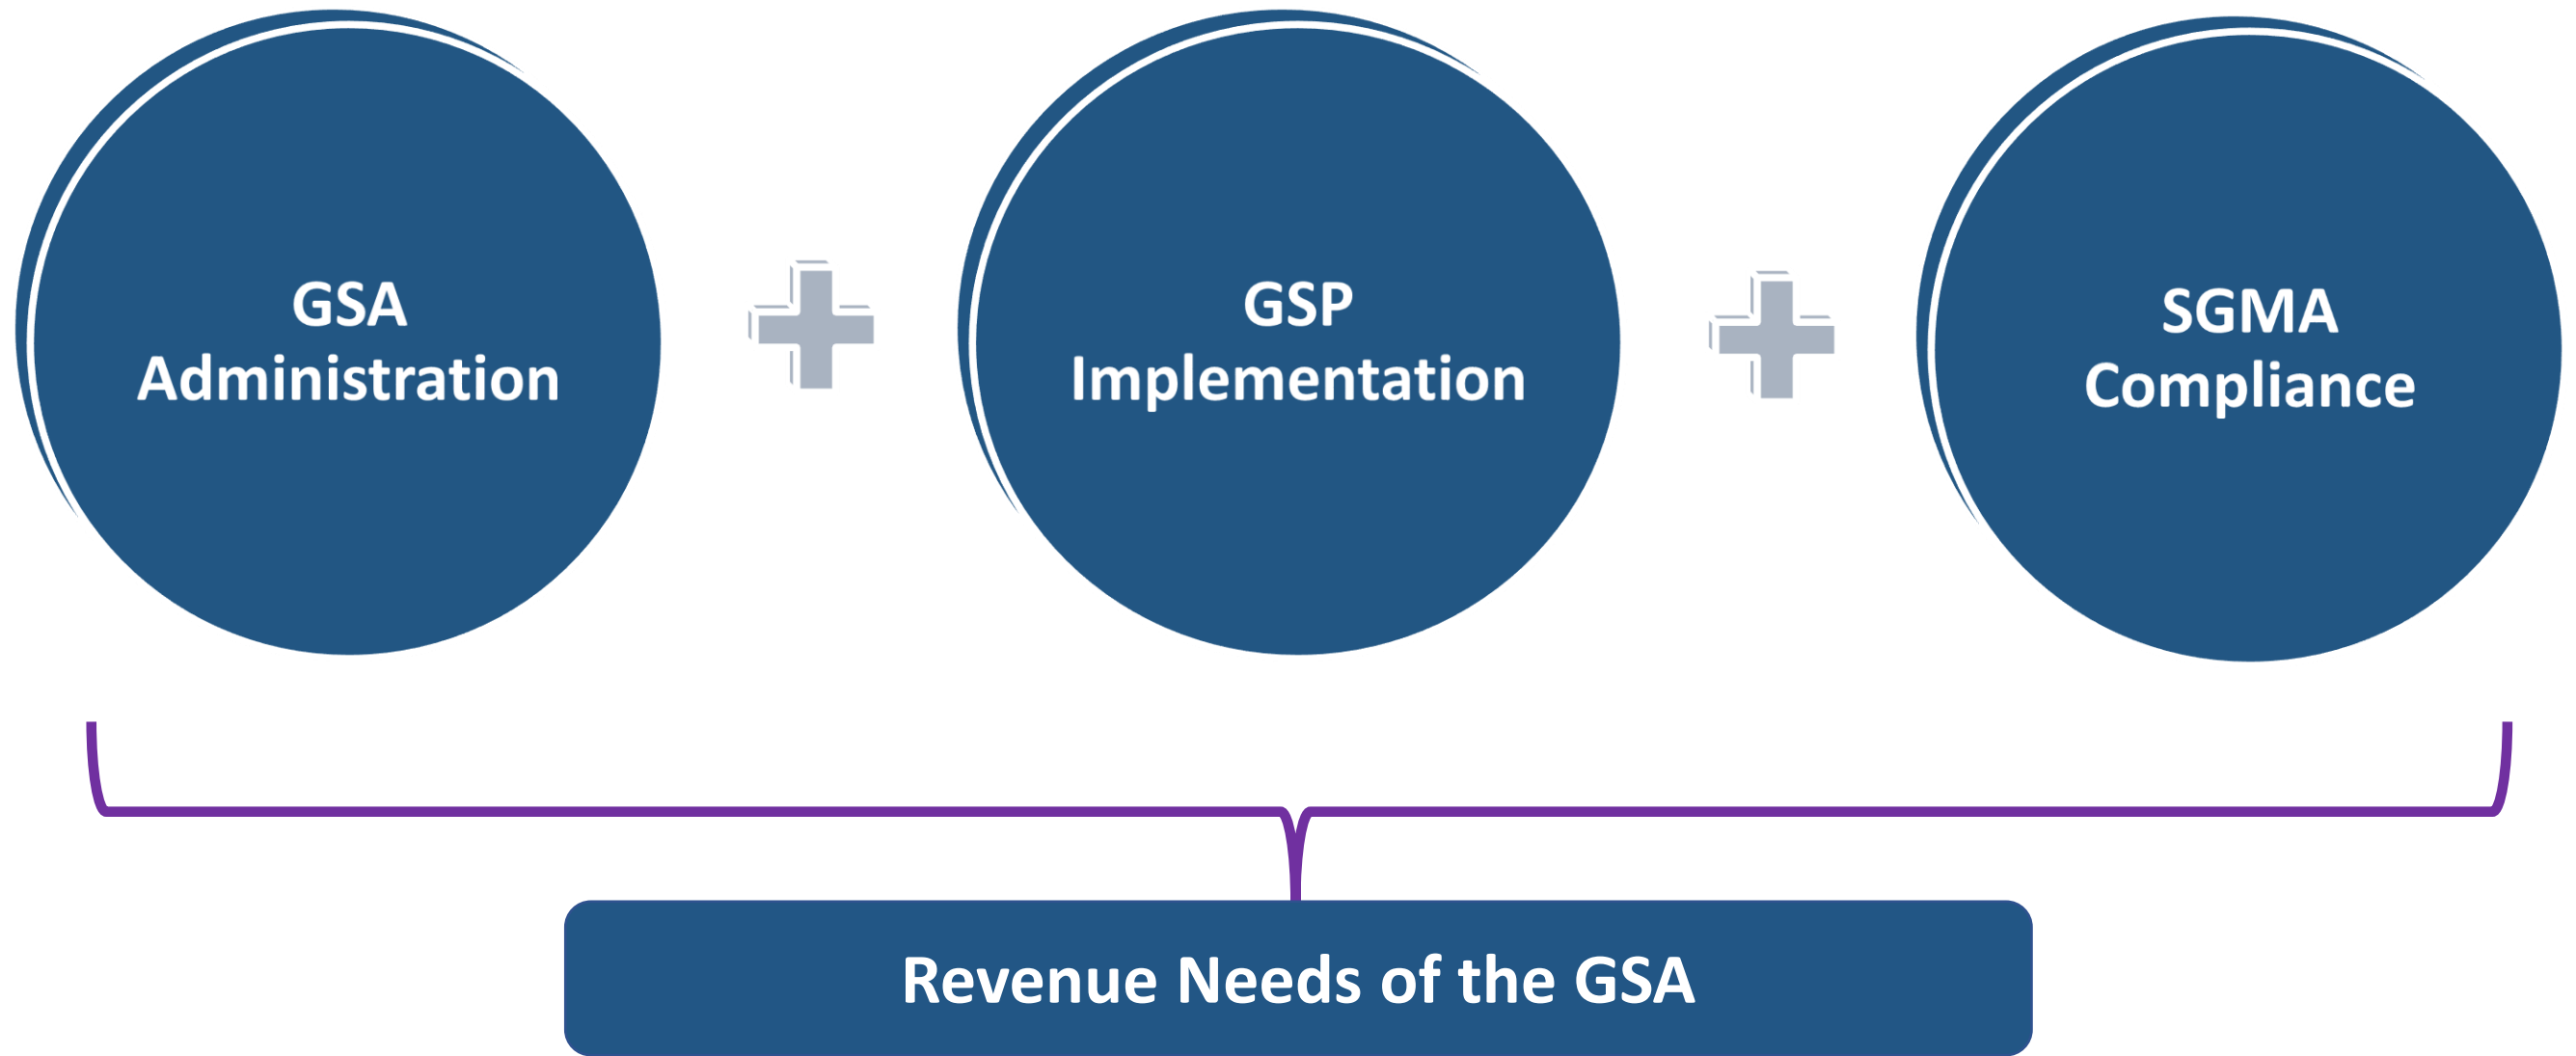 GSA
Administration
GSP
Implementation
SGMA
Compliance
Revenue Needs of the GSA